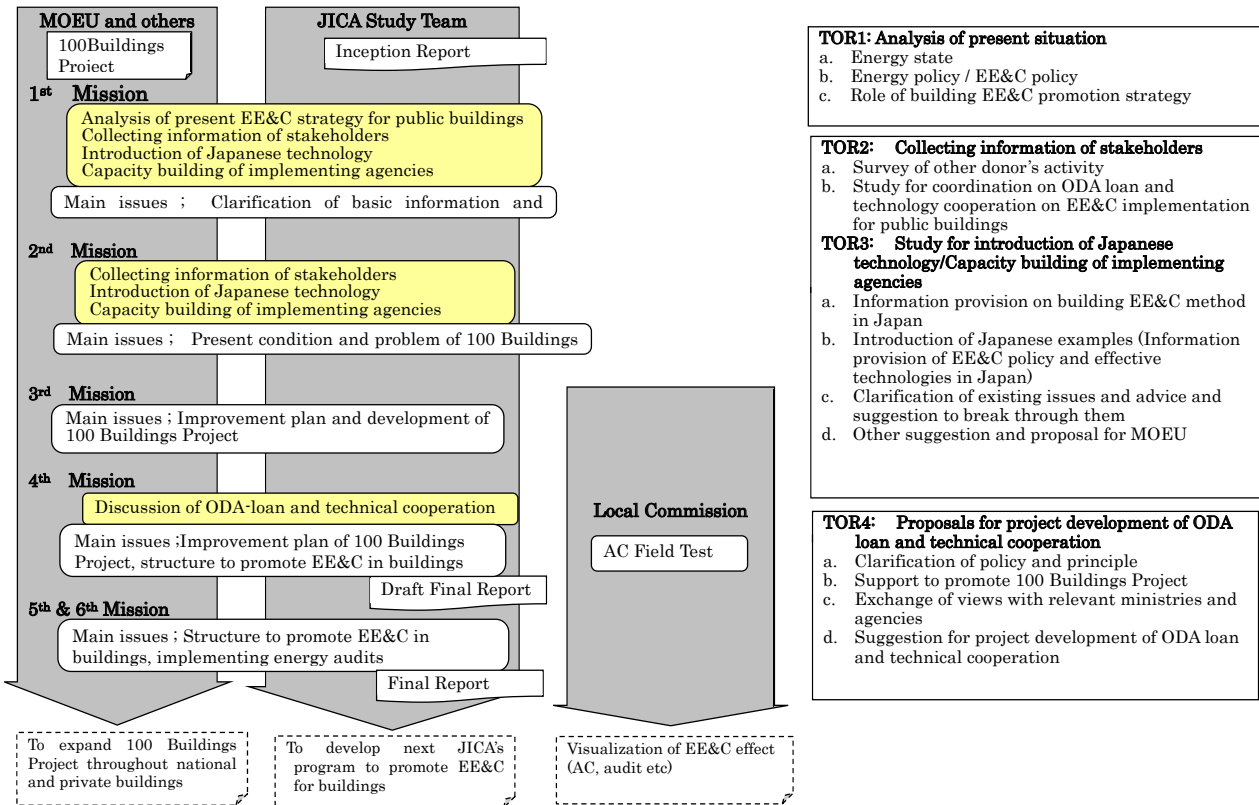 MOEU and others
100Buildings
Project
JICA Study Team
Inception Report
1st Mission
Analysis of present EE&C strategy for public buildings
Collecting information of stakeholders
Introduction of Japanese technology
Capacity building of implementing agencies
Main issues ; Clarification of basic information and
2nd Mission
Collecting information of stakeholders
Introduction of Japanese technology
Capacity building of implementing agencies
Main issues ; Present condition and problem of 100 Buildings
3rd Mission
Main issues ; Improvement plan and development of
100 Buildings Project
4th Mission
Discussion of ODA-loan and technical cooperation
Main issues ;Improvement plan of 100 Buildings
Project, structure to promote EE&C in buildings
Draft Final Report
5th & 6th Mission
Main issues ; Structure to promote EE&C in
buildings, implementing energy audits
Final Report
To expand 100 Buildings
Project throughout national
and private buildings
To develop next JICA's
program to promote EE&C
for buildings
Local Commission
AC Field Test
Visualization of EE&C effect
(AC, audit etc)
TOR1: Analysis of present situation
a. Energy state
b. Energy policy / EE&C policy
c. Role of building EE&C promotion strategy
TOR2: Collecting information of stakeholders
a. Survey of other donor's activity
b. Study for coordination on ODA loan and
technology cooperation on EE&C implementation
for public buildings
TOR3: Study for introduction of Japanese
technology/Capacity building of implementing
agencies
a. Information provision on building EE&C method
in Japan
b. Introduction of Japanese examples (Information
provision of EE&C policy and effective
technologies in Japan)
c. Clarification of existing issues and advice and
suggestion to break through them
d. Other suggestion and proposal for MOEU
TOR4: Proposals for project development of ODA
loan and technical cooperation
a. Clarification of policy and principle
b. Support to promote 100 Buildings Project
c. Exchange of views with relevant ministries and
agencies
d. Suggestion for project development of ODA loan
and technical cooperation